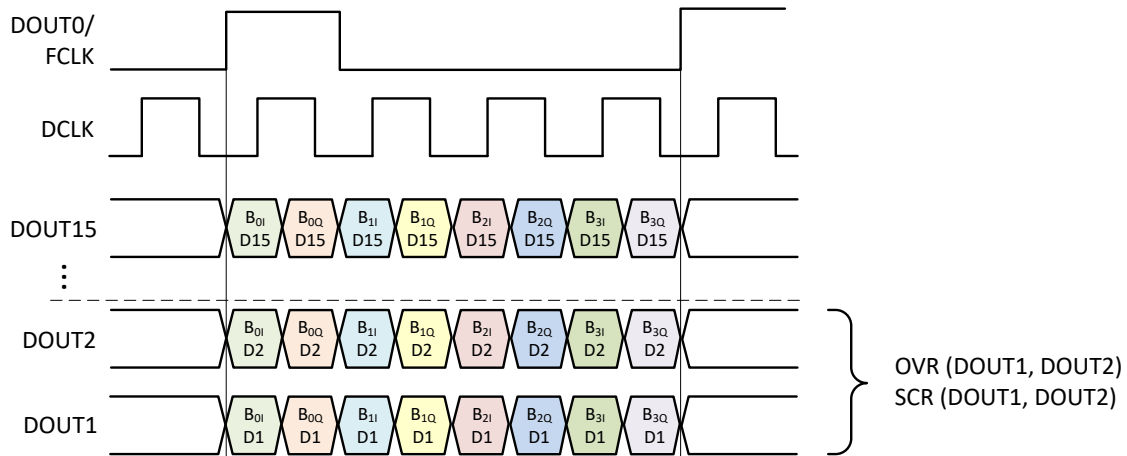 DOUT0/
FCLK
DCLK
DOUT15
B0I B0Q B1I B1Q B2I B2Q B3I B3Q
D15 D15 D15 D15 D15 D15 D15 D15
DOUT2
B0I B0Q B1I B1Q B2I B2Q B3I B3Q
D2 D2 D2 D2 D2 D2 D2 D2
OVR (DOUT1, DOUT2)
SCR (DOUT1, DOUT2)
DOUT1
B0I B0Q B1I B1Q B2I B2Q B3I B3Q
D1 D1 D1 D1 D1 D1 D1 D1